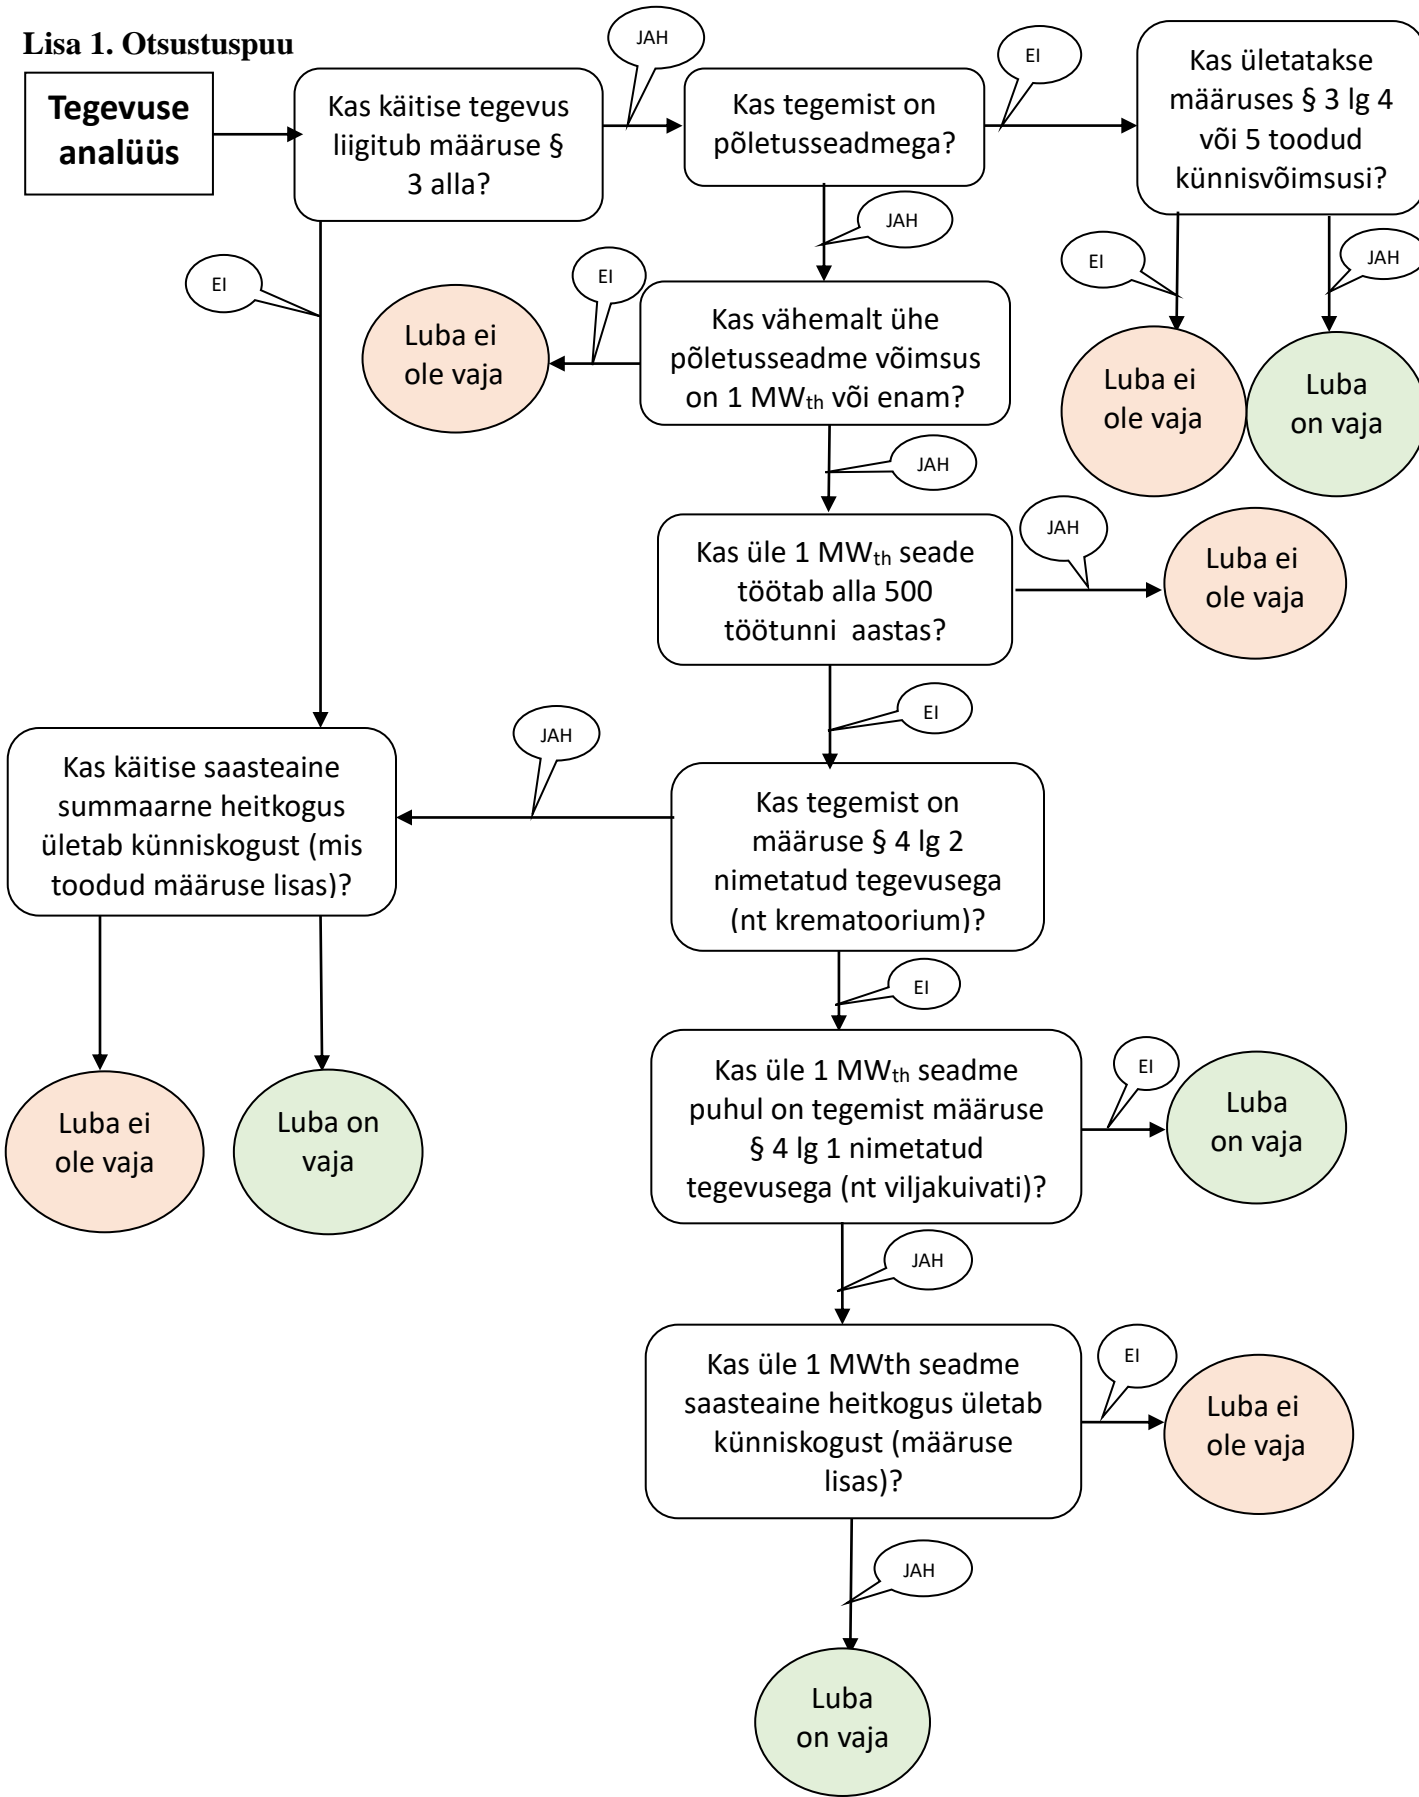 Lisa 1. Otsustuspuu
Tegevuse
analüüs
Kas käitise tegevus
liigitub määruse §
3 alla?
JAH
Kas tegemist on
põletusseadmega?
EI
Kas ületatakse
määruses § 3 lg 4
või 5 toodud
künnisvõimsusi?
EI
JAH
Luba ei
ole vaja
Luba
on vaja
JAH
EI
EI
Luba ei
ole vaja
Kas vähemalt ühe
põletusseadme võimsus
on 1 MWth või enam?
JAH
Kas üle 1 MWth seade
töötab alla 500
töötunni aastas?
JAH
Luba ei
ole vaja
EI
Kas tegemist on
määruse § 4 lg 2
nimetatud tegevusega
(nt krematoorium)?
JAH
Kas käitise saasteaine
summaarne heitkogus
ületab künniskogust (mis
toodud määruse lisas)?
Luba ei
ole vaja
Luba on
vaja
EI
Kas üle 1 MWth seadme
puhul on tegemist määruse
§ 4 lg 1 nimetatud
tegevusega (nt viljakuivati)?
EI
Luba
on vaja
JAH
Kas üle 1 MWth seadme
saasteaine heitkogus ületab
künniskogust (määruse
lisas)?
EI
Luba ei
ole vaja
JAH
Luba
on vaja